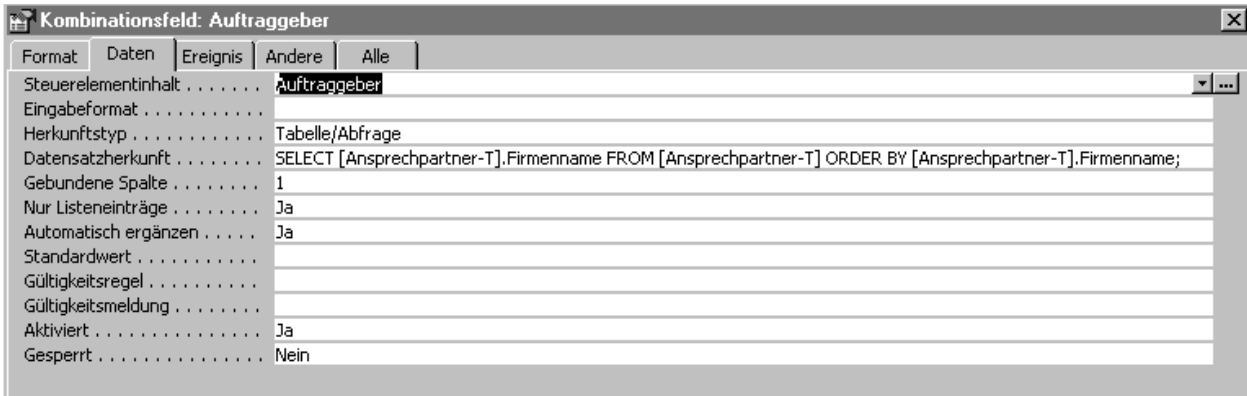 Kombinationsfeld: Auftraggeber
Format Daten Ereignis Andere Alle
Steuerelementinhalt . . . . . . . Auftraggeber
Eingabeformat . . . . . . . . . . .
Herkunftstyp . . . . . . . . . . . . Tabelle/Abfrage
Datensatzherkunft . . . . . . . . SELECT [Ansprechpartner-T].Firmenname FROM [Ansprechpartner-T] ORDER BY [Ansprechpartner-T].Firmenname;
Gebundene Spalte . . . . . . . . 1
Nur Listeneinträge . . . . . . . . Ja
Automatisch ergänzen . . . . . Ja
Standardwert . . . . . . . . . . .
Gültigkeitsregel . . . . . . . . . .
Gültigkeitsmeldung . . . . . . . .
Aktiviert . . . . . . . . . . . . . . . Ja
Gesperrt . . . . . . . . . . . . . . . Nein